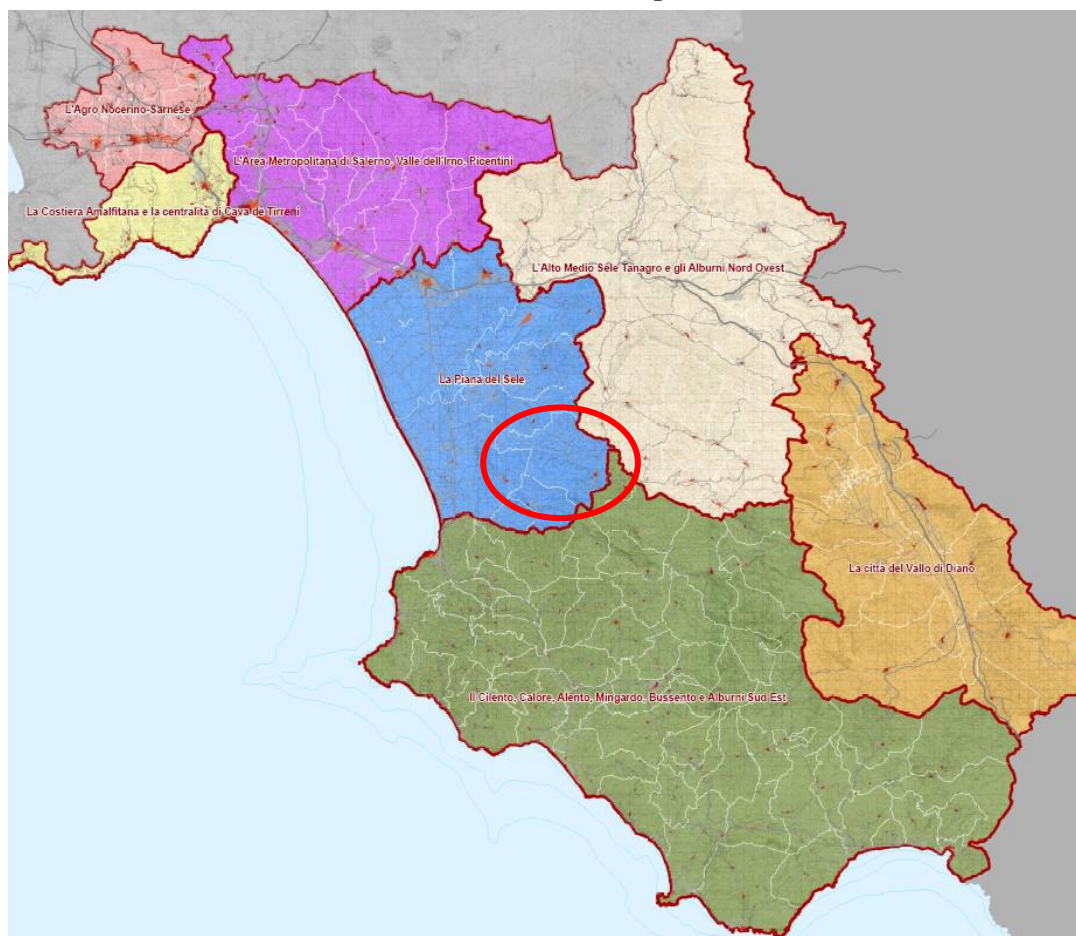 L'Agro Nocerino-Sarnese
L'Area Metropolitana di Salerno, Valle dell'Irno, Picentini
La Costiera Amalfitana e la centralità di Cava de Tirreni
L'Alto Medio Sele Tanagro e gli Alburni Nord Ovest
La Piana del Sele
La città del Vallo di Diano
Il Cilento, Calore, Alento, Mingardo, Bussento e Alburni Sud Est